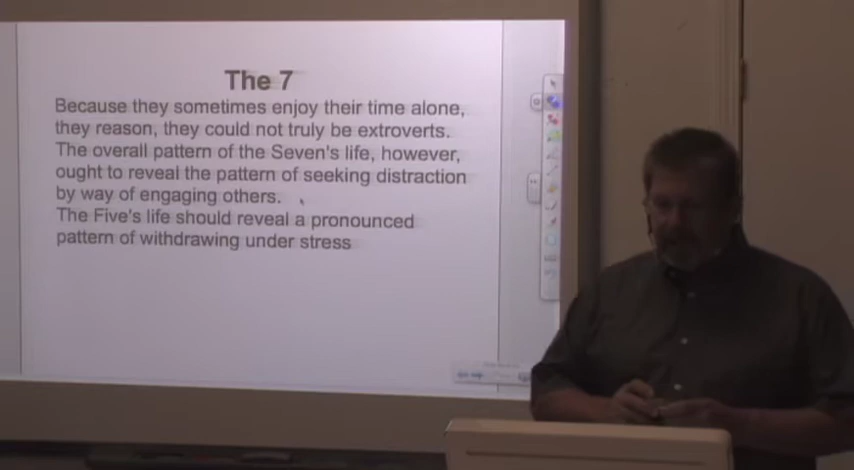 The 7
Because they sometimes enjoy their time alone,
they reason, they could not truly be extroverts.
The overall pattern of the Seven's life, however,
ought to reveal the pattern of seeking distraction
by way of engaging others.
The Five's life should reveal a pronounced
pattern of withdrawing under stress